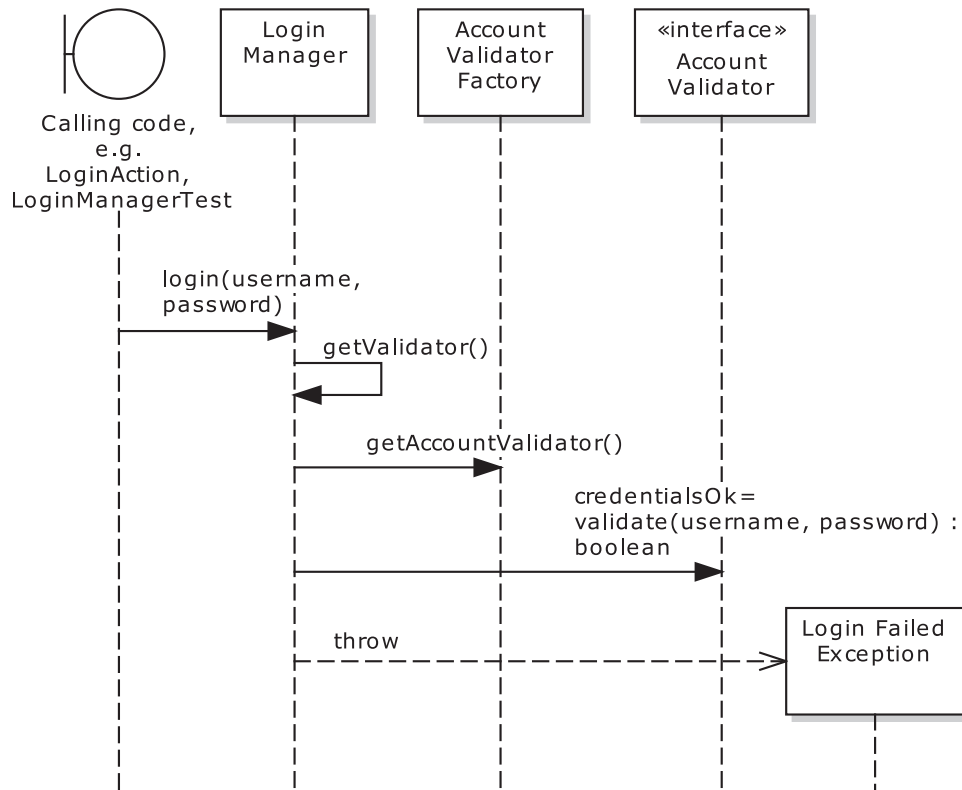 Login
Manager
Account
Validator
Factory
«interface»
Account
Validator
Calling code,
e.g.
LoginAction,
LoginManagerTest
login(username,
password)
getValidator()
getAccountValidator()
credentialsOk=
validate(username, password) :
boolean
throw
Login Failed
Exception